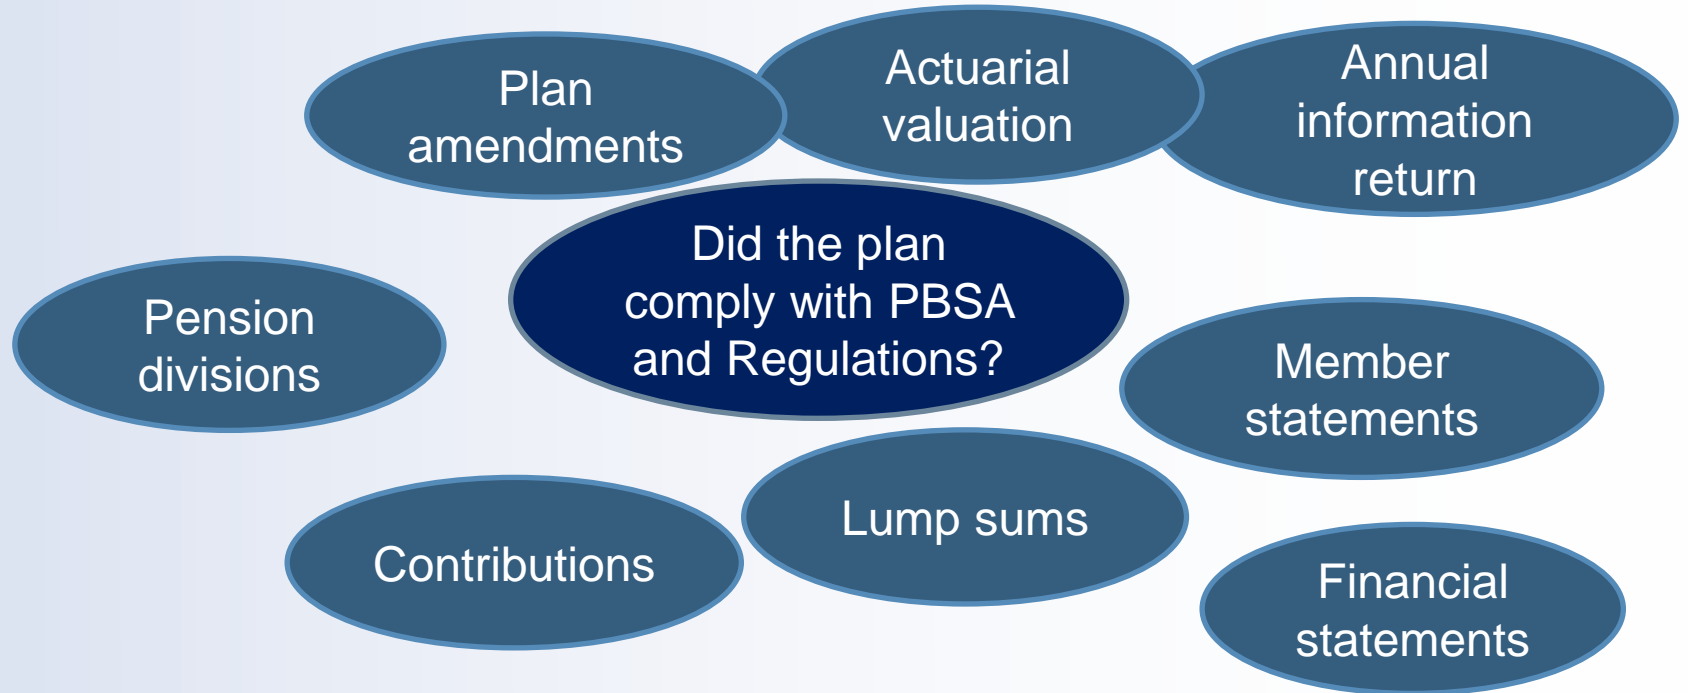 Plan
amendments
Actuarial
valuation
Annual
information
return
Did the plan
comply with PBSA
and Regulations?
Pension
divisions
Member
statements
Lump sums
Contributions
Financial
statements